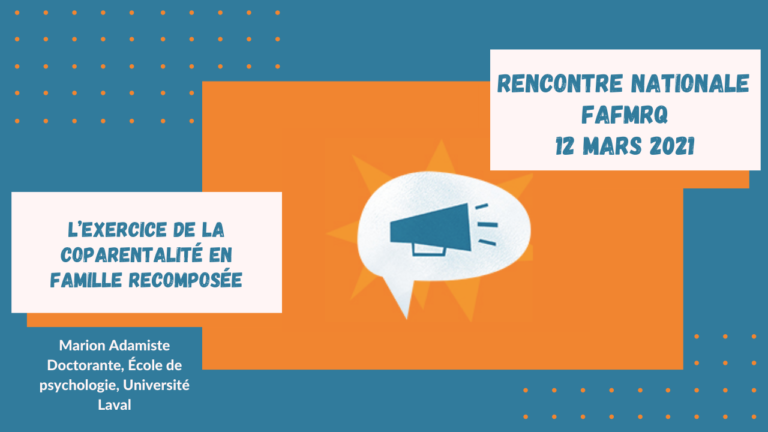 RENCONTRE NATIONALE
FAFMRQ
12 MARS 2021
L'EXERCICE DE LA
COPARENTALITÉ EN
FAMILLE RECOMPOSÉE
Marion Adamiste
Doctorante, École de
psychologie, Université
Laval